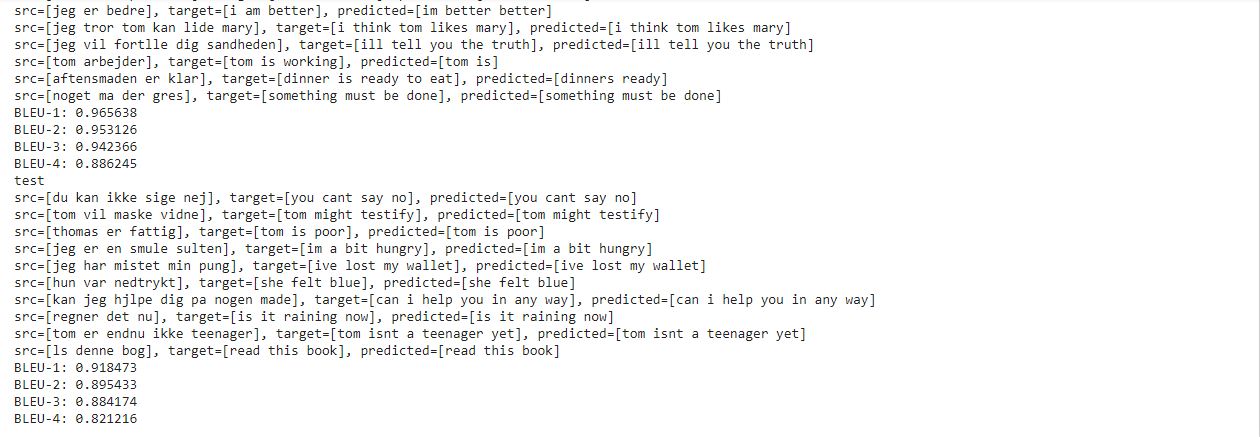 src=[jeg er bedre], target=[i am better], predicted=[im better better]
src=[jeg tror tom kan lide mary], target=[i think tom likes mary], predicted=[i think tom likes mary]
src=[jeg vil fortlle dig sandheden], target=[ill tell you the truth], predicted=[ill tell you the truth]
src=[tom arbejder], target=[tom is working], predicted=[tom is]
src=[aftensmaden er klar], target=[dinner is ready to eat], predicted=[dinners ready]
src=[noget ma der gres], target=[something must be done], predicted=[something must be done]
BLEU-1: 0.965638
BLEU-2: 0.953126
BLEU-3: 0.942366
BLEU-4: 0.886245
test
src=[du kan ikke sige nej], target=[you cant say no], predicted=[you cant say no]
src=[tom vil maske vidne], target=[tom might testify], predicted=[tom might testify]
src=[thomas er fattig], target=[tom is poor], predicted=[tom is poor]
src=[jeg er en smule sulten], target=[im a bit hungry], predicted=[im a bit hungry]
src=[jeg har mistet min pung], target=[ive lost my wallet], predicted=[ive lost my wallet]
src=[hun var nedtrykt], target=[she felt blue], predicted=[she felt blue]
src=[kan jeg hjlpe dig pa nogen made], target=[can i help you in any way], predicted=[can i help you in any way]
src=[regner det nu], target=[is it raining now], predicted=[is it raining now]
src=[tom er endnu ikke teenager], target=[tom isnt a teenager yet], predicted=[tom isnt a teenager yet]
src=[ls denne bog], target=[read this book], predicted=[read this book]
BLEU-1: 0.918473
BLEU-2: 0.895433
BLEU-3: 0.884174
BLEU-4: 0.821216